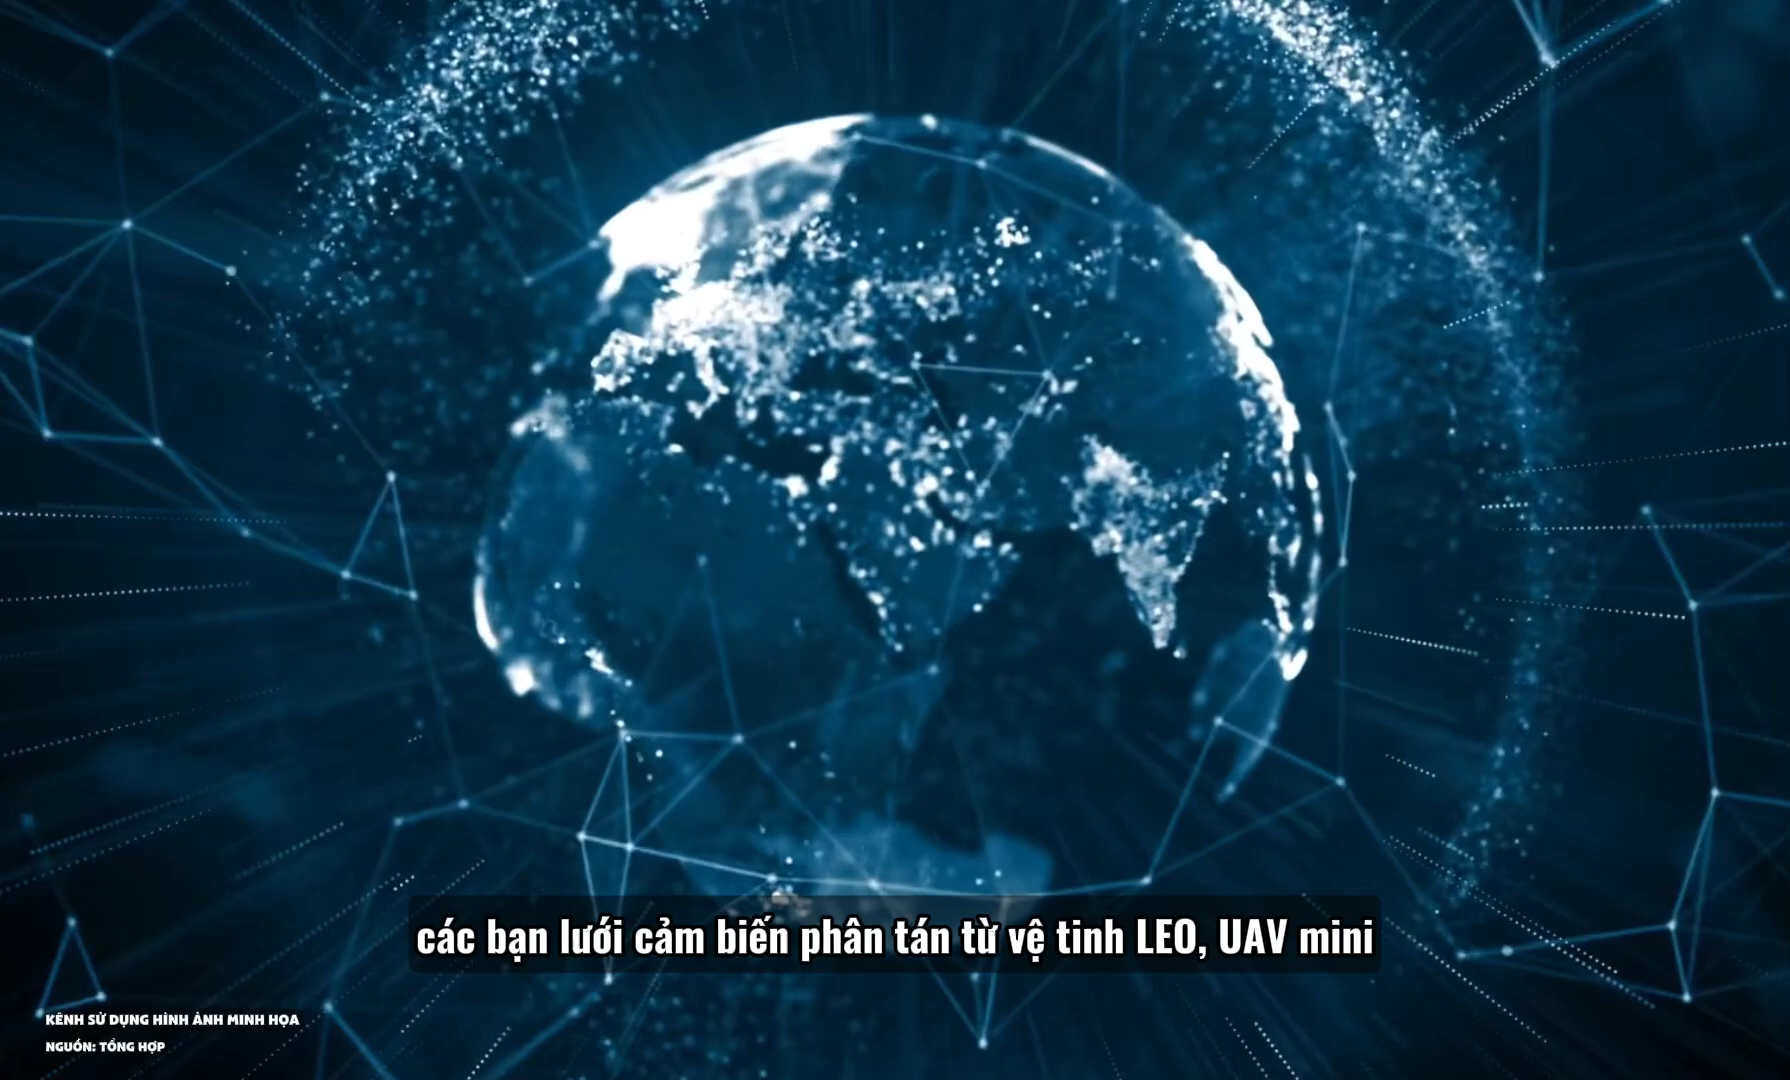 các bạn lưới cảm biến phân tán từ vệ tinh LEO, UAV mini
KÊNH SỬ DỤNG HÌNH ẢNH MINH HỌA
NGUỒN: TỔNG HỢP